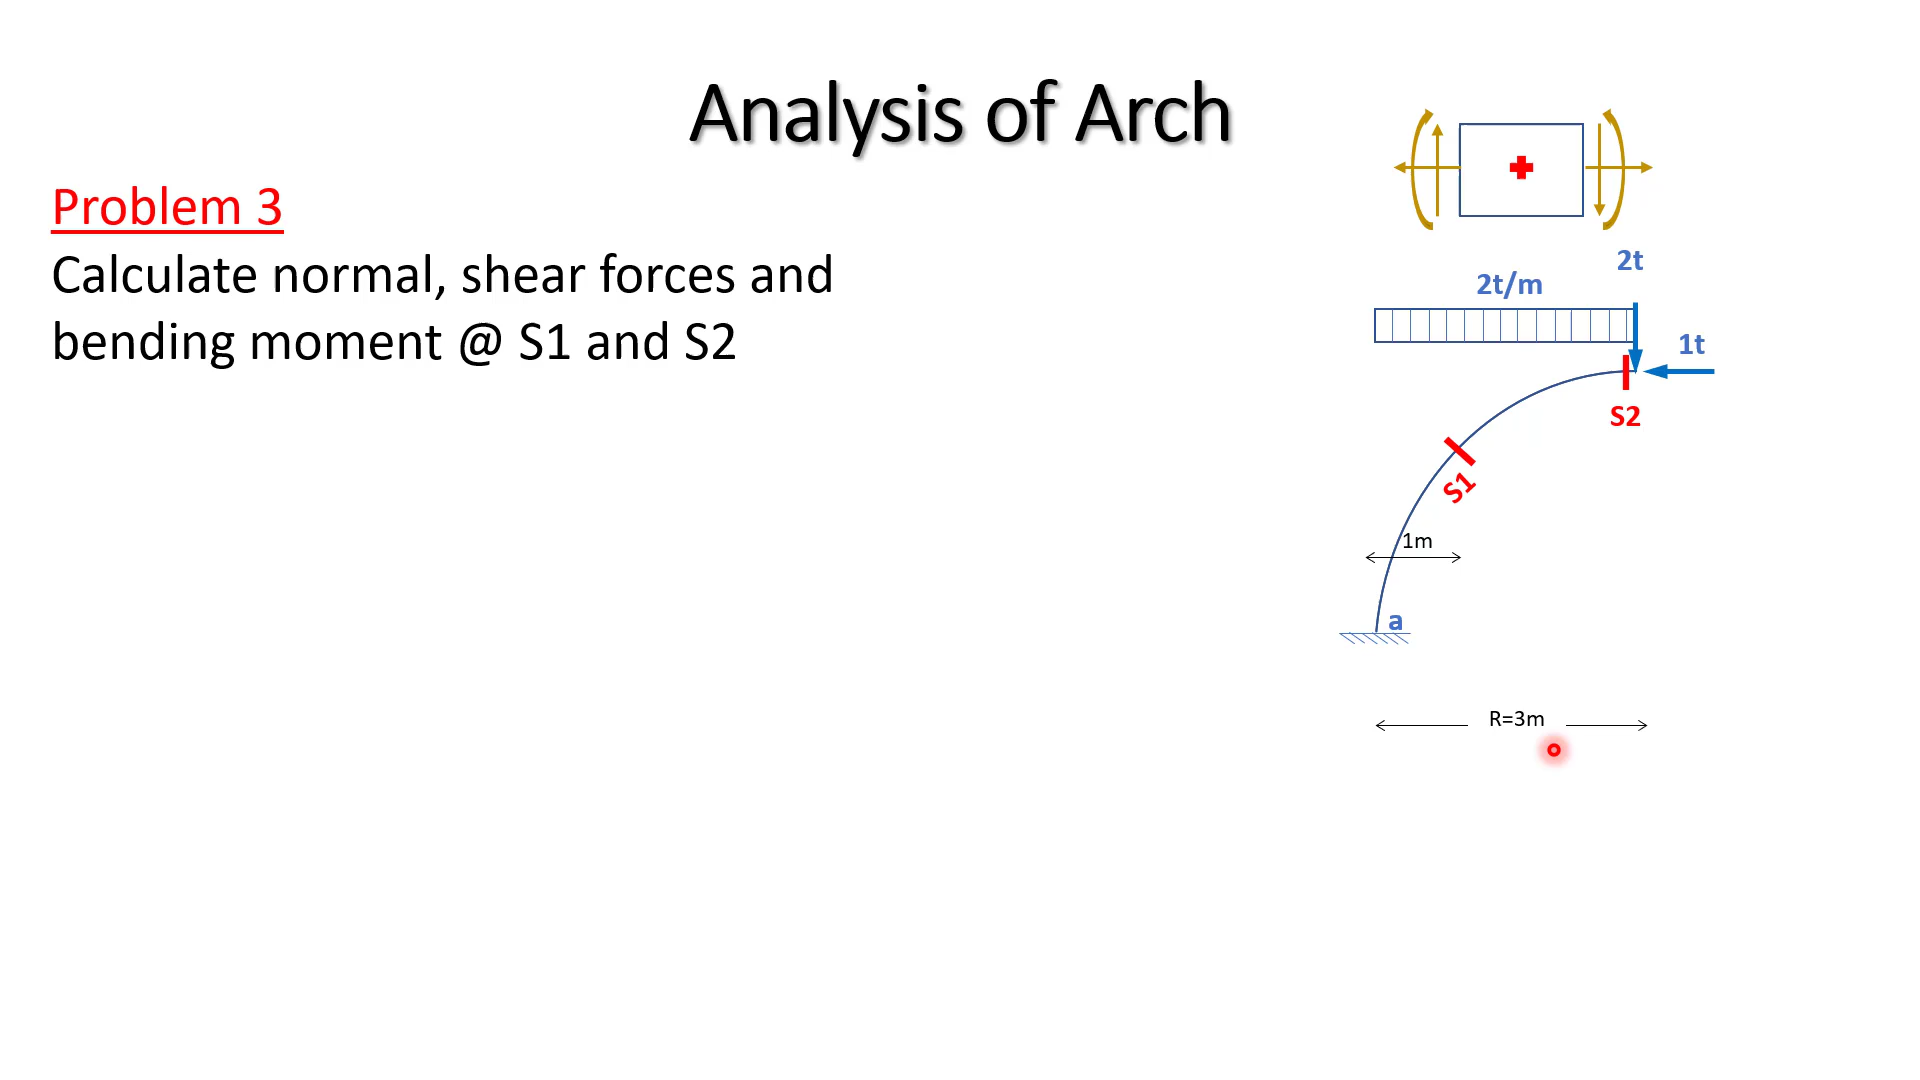 Analysis of Arch
Problem 3
Calculate normal, shear forces and
bending moment @ S1 and S2
2t
2t/m
1t
S2
S1
1m
a
R=3m